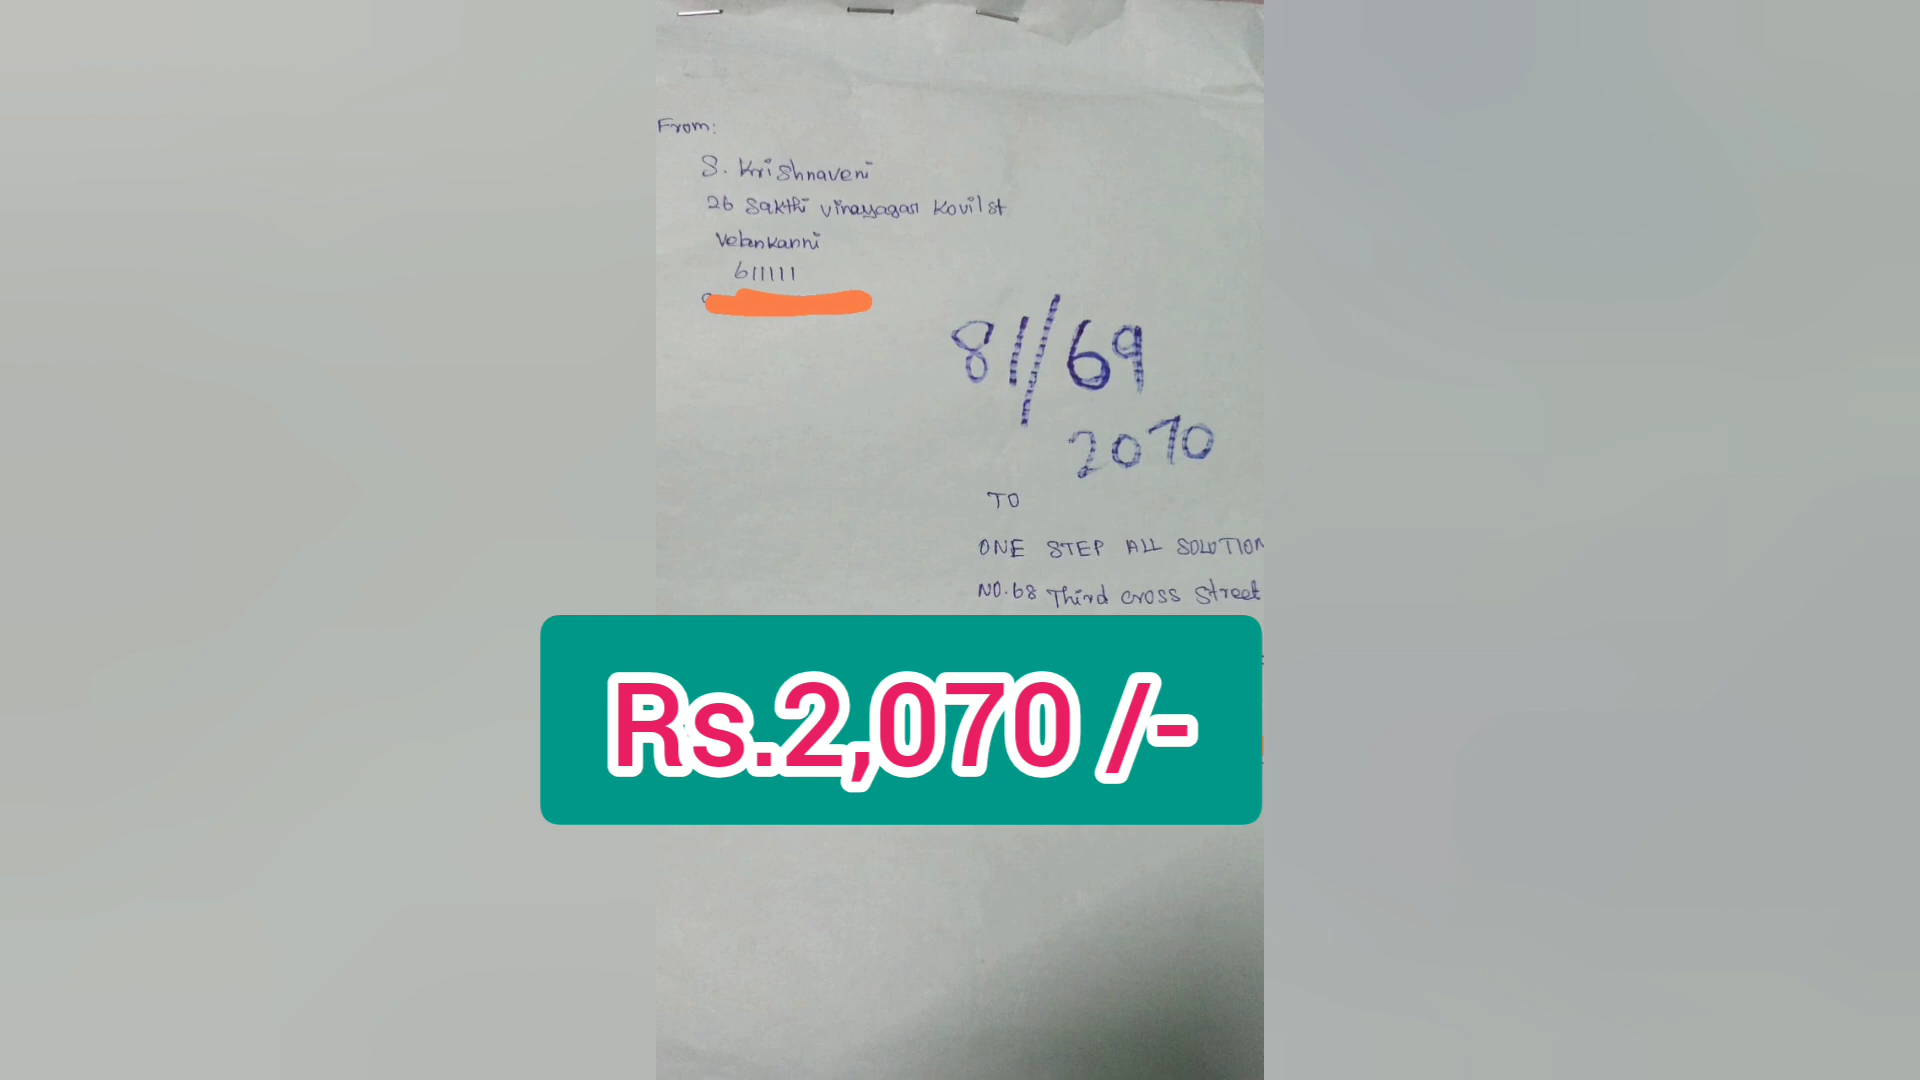 From:
S. Krishnaveni
26 Sakthi Vinayagar Kovil st
Velankanni
611111
81//69
2070
TO
ONE STEP ALL SOLUTION
NO.68 Third cross Street
Rs.2,070 /-